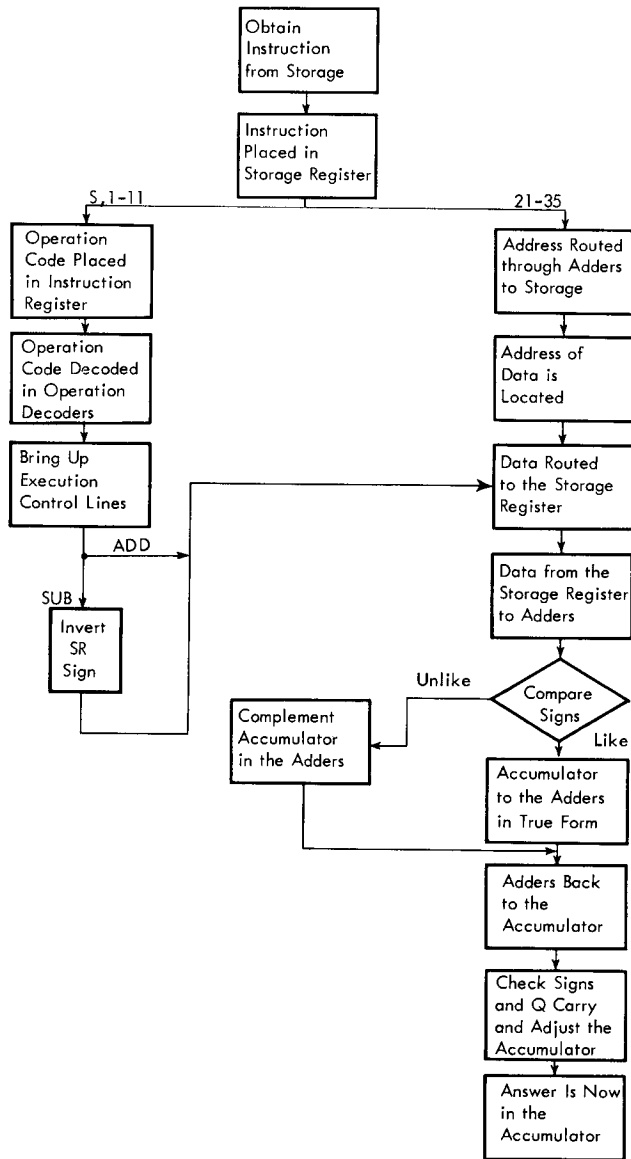 Obtain
Instruction
from Storage
Instruction
Placed in
Storage Register
S, 1-11
21-35
Operation
Code Placed
in Instruction
Register
Address Routed
through Adders
to Storage
Operation
Code Decoded
in Operation
Decoders
Address of
Data is
Located
Bring Up
Execution
Control Lines
Data Routed
to the Storage
Register
ADD
SUB
Invert
SR
Sign
Data from the
Storage Register
to Adders
Compare
Signs
Unlike
Like
Complement
Accumulator
in the Adders
Accumulator
to the Adders
in True Form
Adders Back
to the
Accumulator
Check Signs
and Q Carry
and Adjust the
Accumulator
Answer Is Now
in the
Accumulator